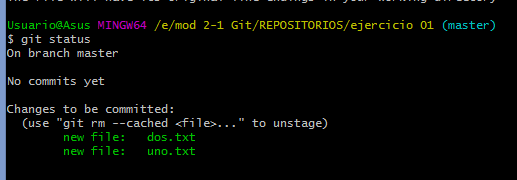 Usuario@Asus MINGW64 /e/mod 2-1 Git/REPOSITORIOS/ejercicio 01 (master)
$ git status
On branch master
No commits yet
Changes to be committed:
  (use "git rm --cached <file>..." to unstage)
        new file:   dos.txt
        new file:   uno.txt